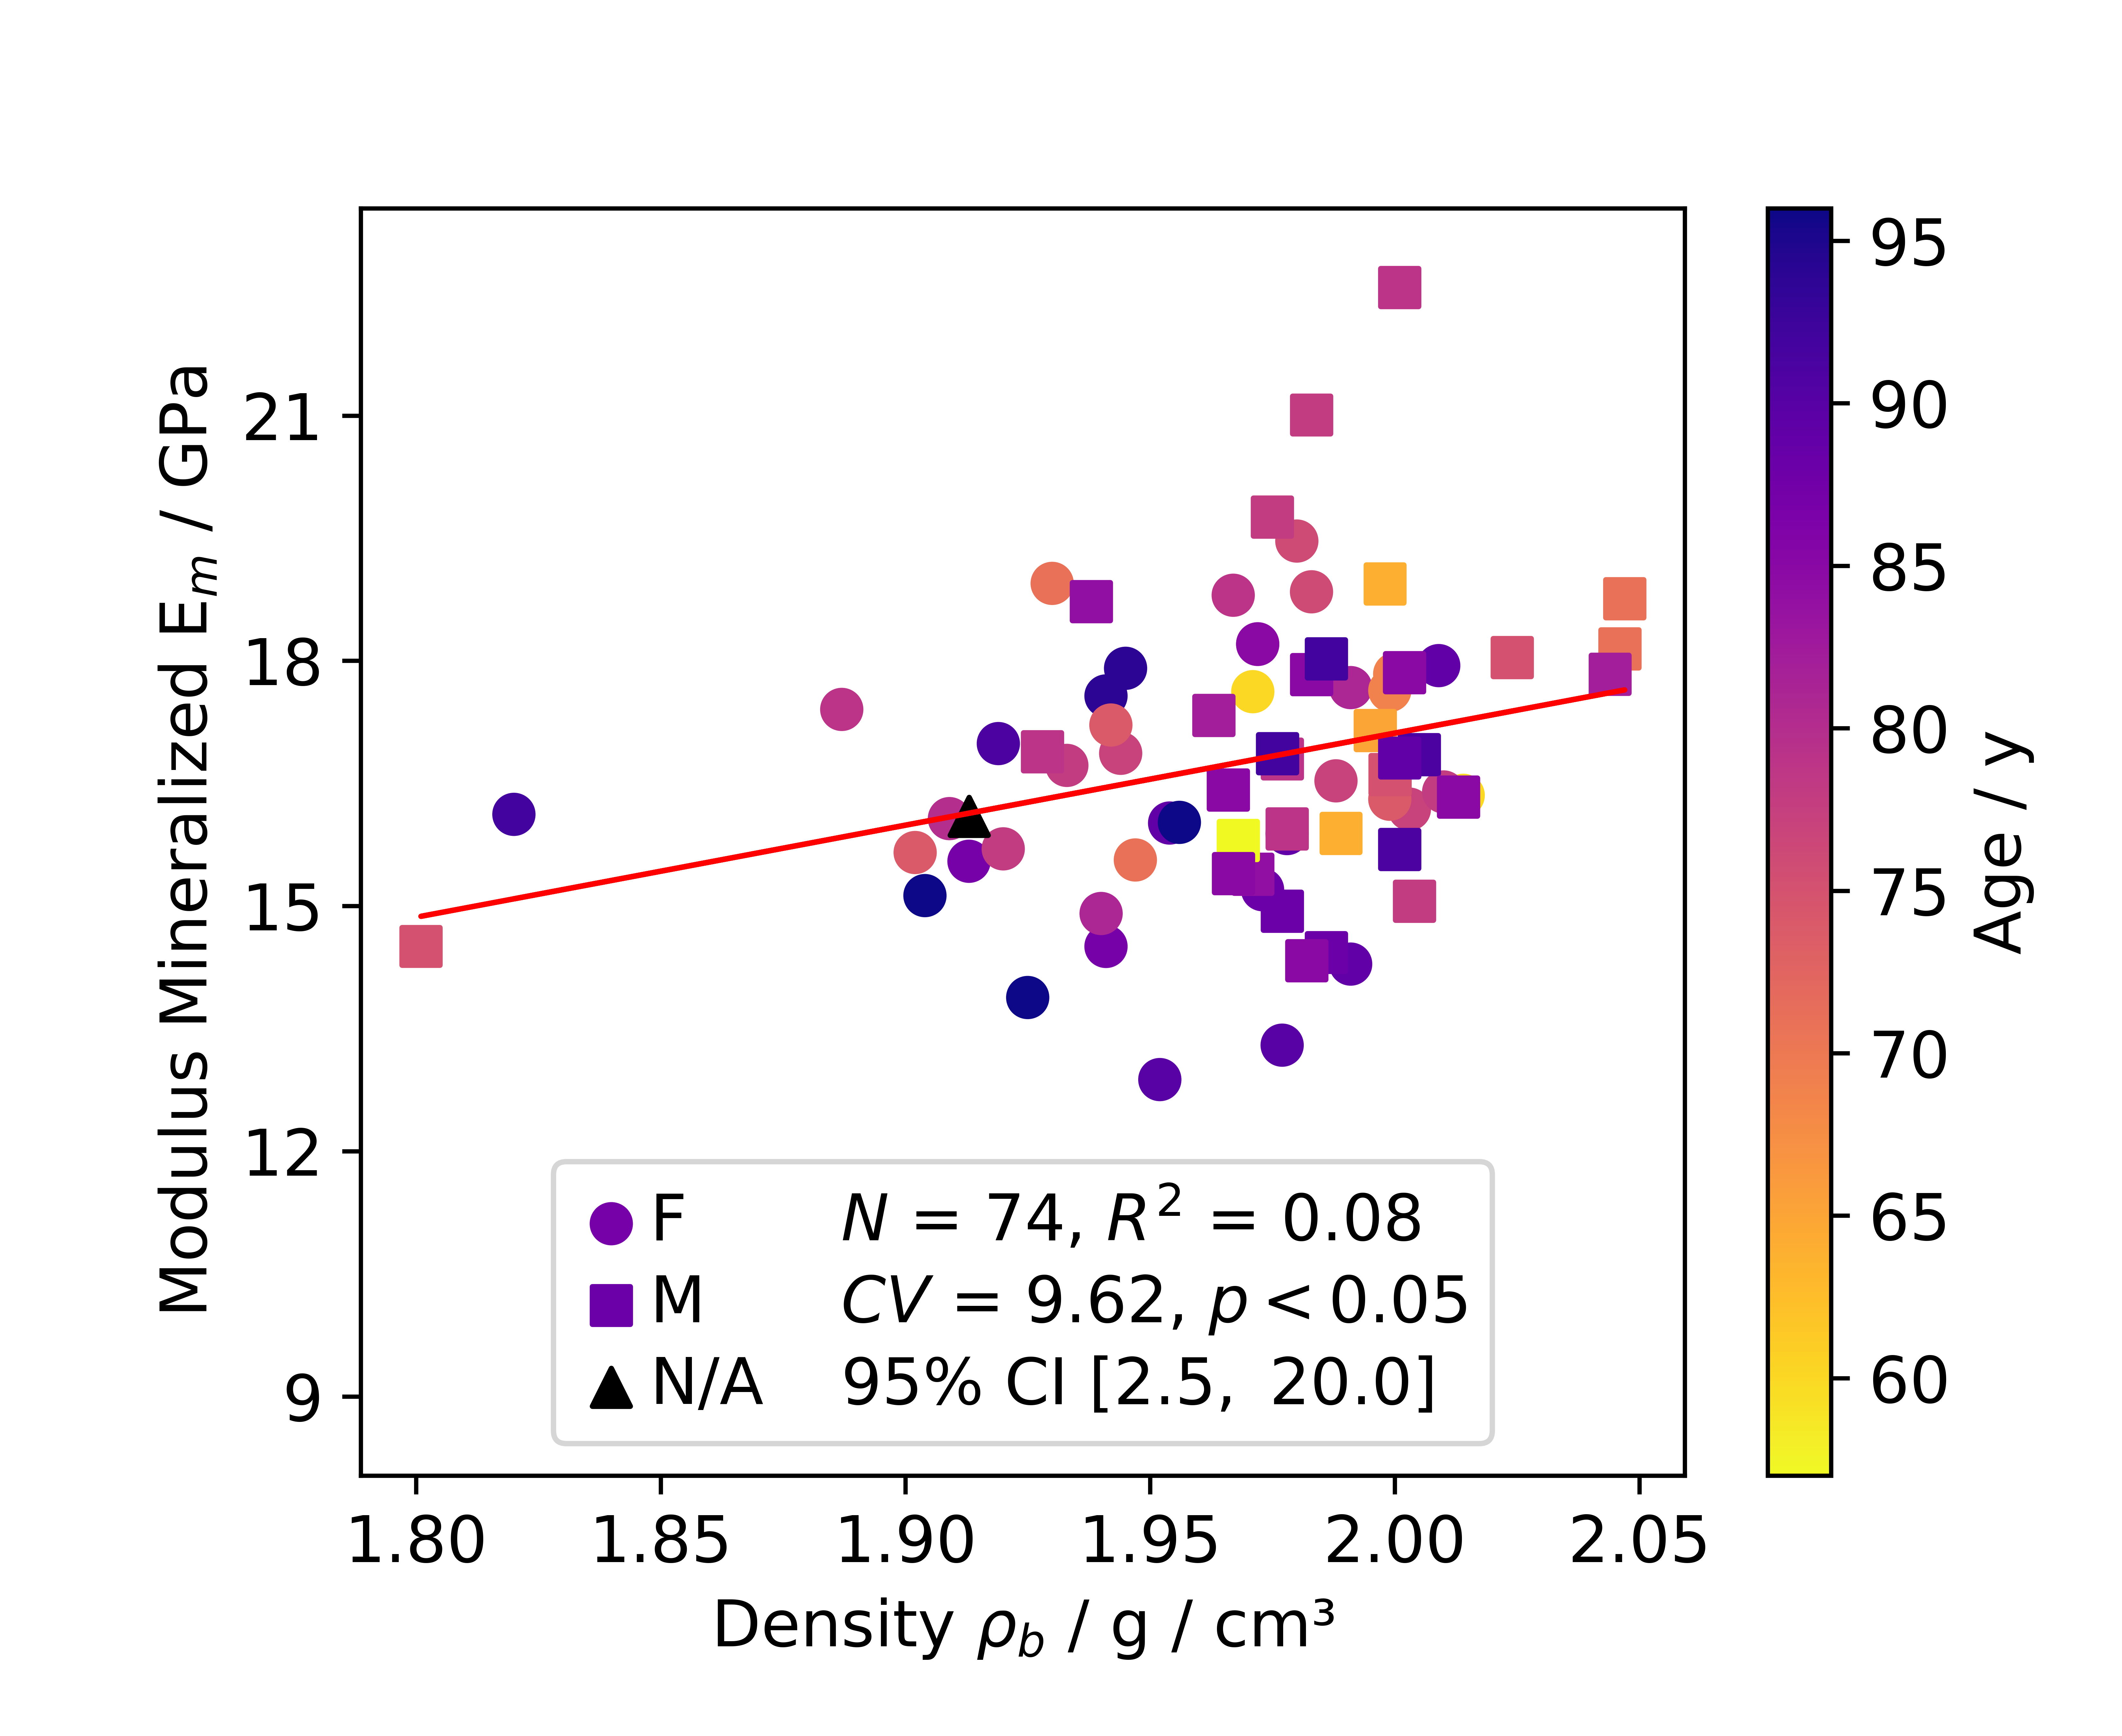 Modulus Mineralized E_m / GPa
21
18
15
12
9
F N = 74, R² = 0.08
M CV = 9.62, p < 0.05
N/A 95% CI [2.5, 20.0]
1.80 1.85 1.90 1.95 2.00 2.05
Density ρ_b / g / cm³
95
90
85
80
75
70
65
60
Age / y